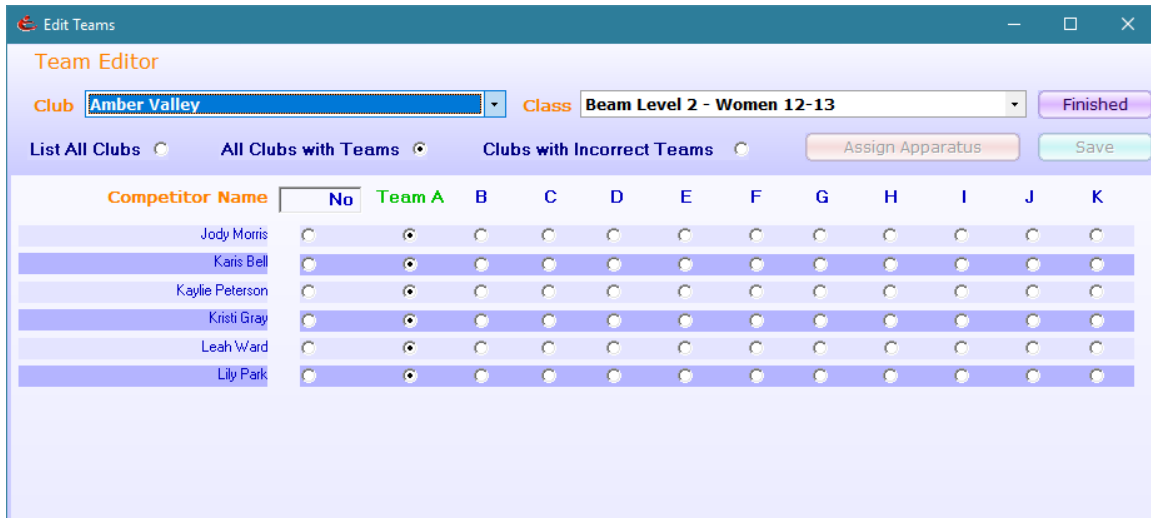 Edit Teams
Team Editor
Club Amber Valley Class Beam Level 2 - Women 12-13 Finished
List All Clubs All Clubs with Teams Clubs with Incorrect Teams Assign Apparatus Save
Competitor Name No Team A B C D E F G H I J K
Jody Morris
Karis Bell
Kaylie Peterson
Kristi Gray
Leah Ward
Lily Park